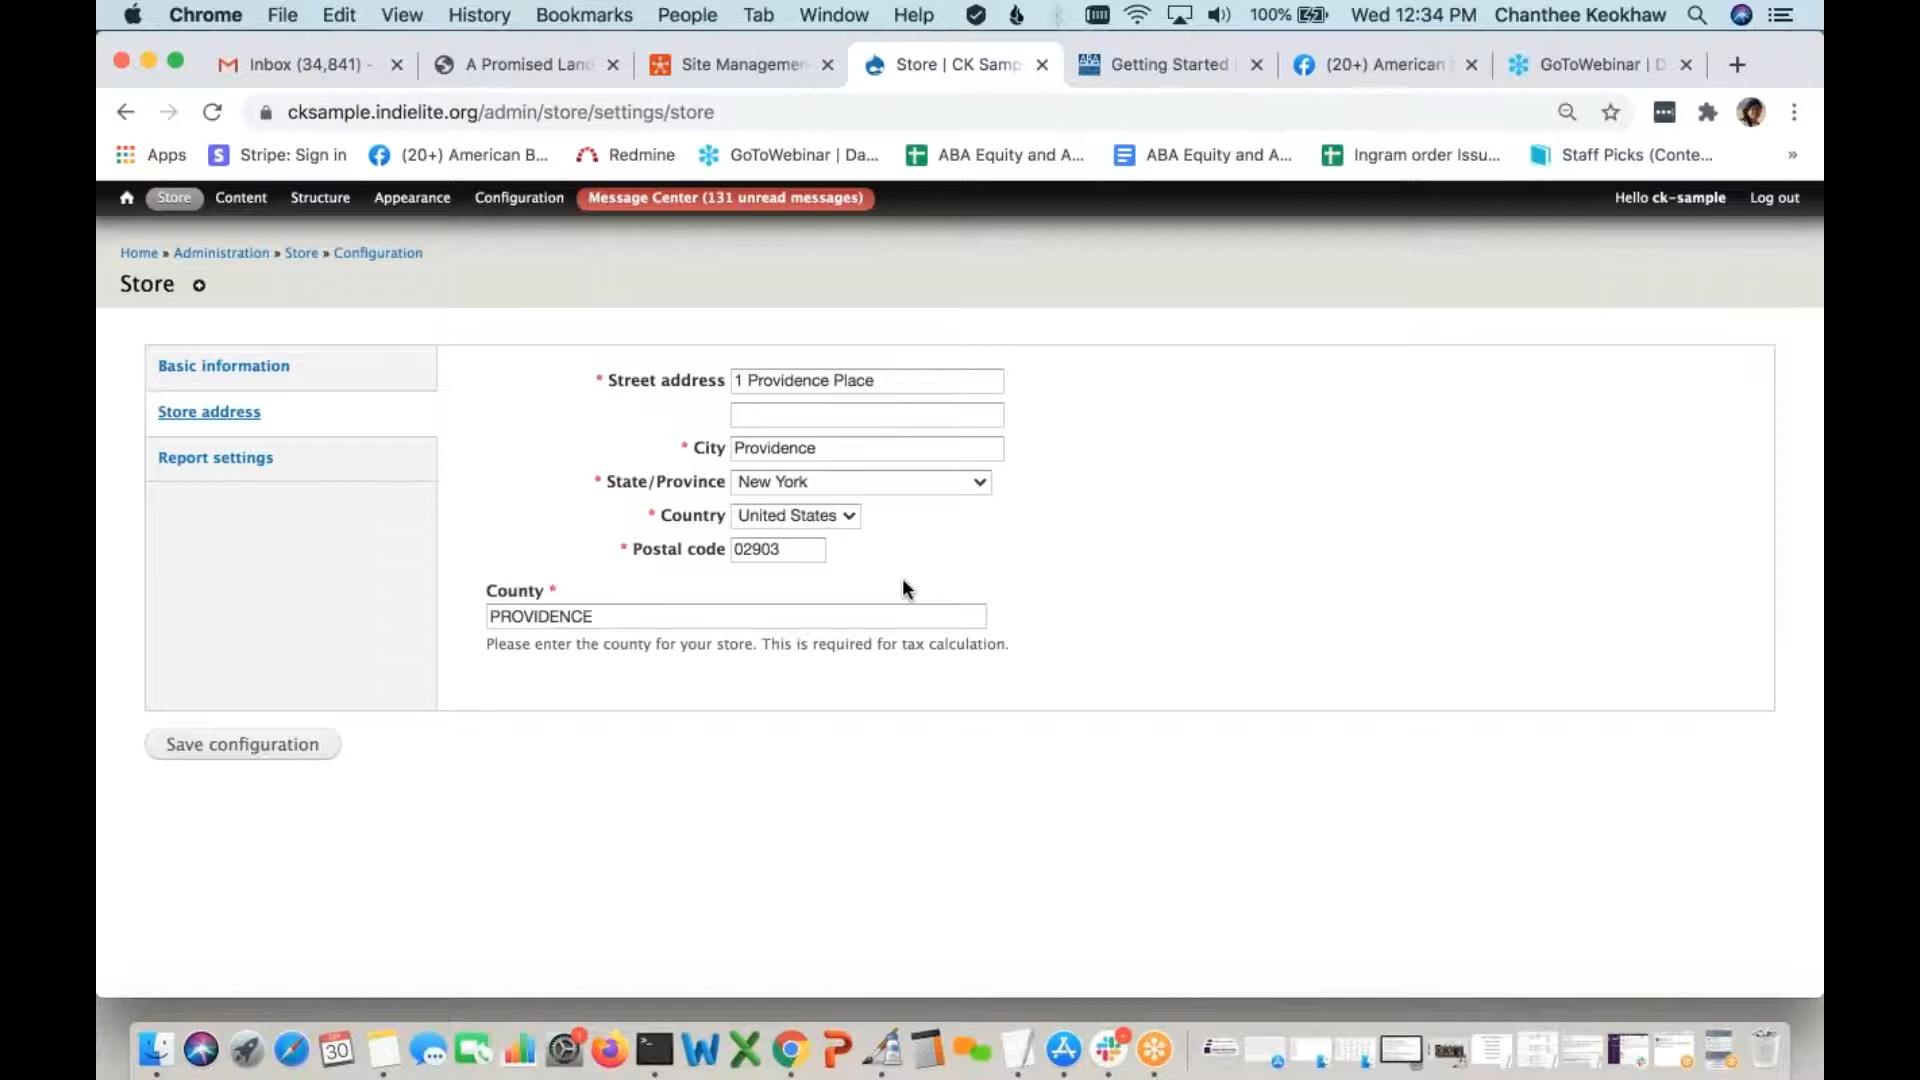 Chrome File Edit View History Bookmarks People Tab Window Help 100% Wed 12:34 PM Chanthee Keokhaw
Inbox (34,841) - A Promised Land Site Managemen Store | CK Samp Getting Started (20+) American GoToWebinar | D
cksample.indielite.org/admin/store/settings/store
Apps Stripe: Sign in (20+) American B... Redmine GoToWebinar | Da... ABA Equity and A... ABA Equity and A... Ingram order Issu... Staff Picks (Conte... »
Store Content Structure Appearance Configuration Message Center (131 unread messages) Hello ck-sample Log out
Home » Administration » Store » Configuration
Store
Basic information
Store address
Report settings
* Street address 1 Providence Place
* City Providence
* State/Province New York
* Country United States
* Postal code 02903
County *
PROVIDENCE
Please enter the county for your store. This is required for tax calculation.
Save configuration
30